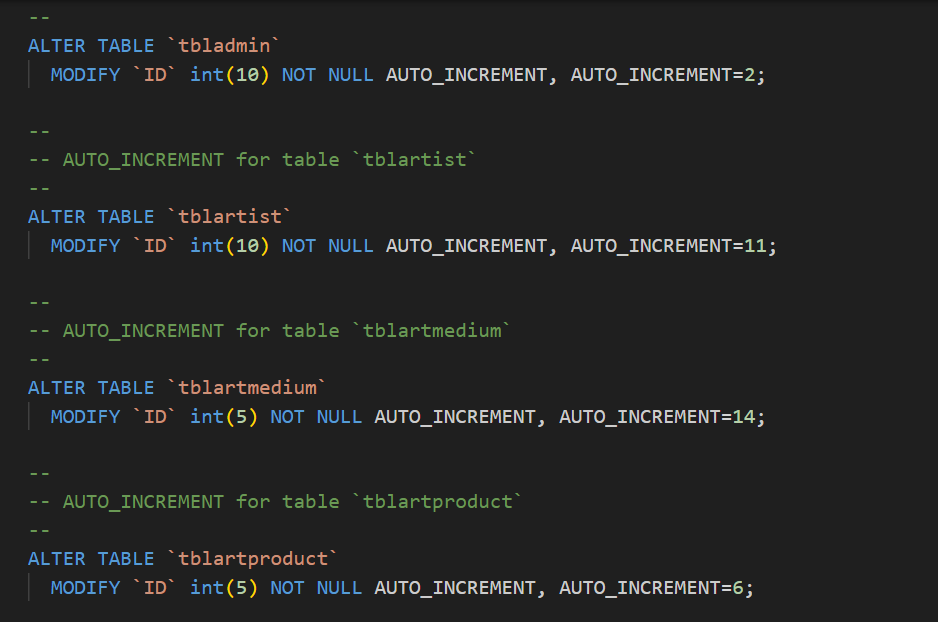 --
ALTER TABLE `tbladmin`
  MODIFY `ID` int(10) NOT NULL AUTO_INCREMENT, AUTO_INCREMENT=2;

--
-- AUTO_INCREMENT for table `tblartist`
--
ALTER TABLE `tblartist`
  MODIFY `ID` int(10) NOT NULL AUTO_INCREMENT, AUTO_INCREMENT=11;

--
-- AUTO_INCREMENT for table `tblartmedium`
--
ALTER TABLE `tblartmedium`
  MODIFY `ID` int(5) NOT NULL AUTO_INCREMENT, AUTO_INCREMENT=14;

--
-- AUTO_INCREMENT for table `tblartproduct`
--
ALTER TABLE `tblartproduct`
  MODIFY `ID` int(5) NOT NULL AUTO_INCREMENT, AUTO_INCREMENT=6;